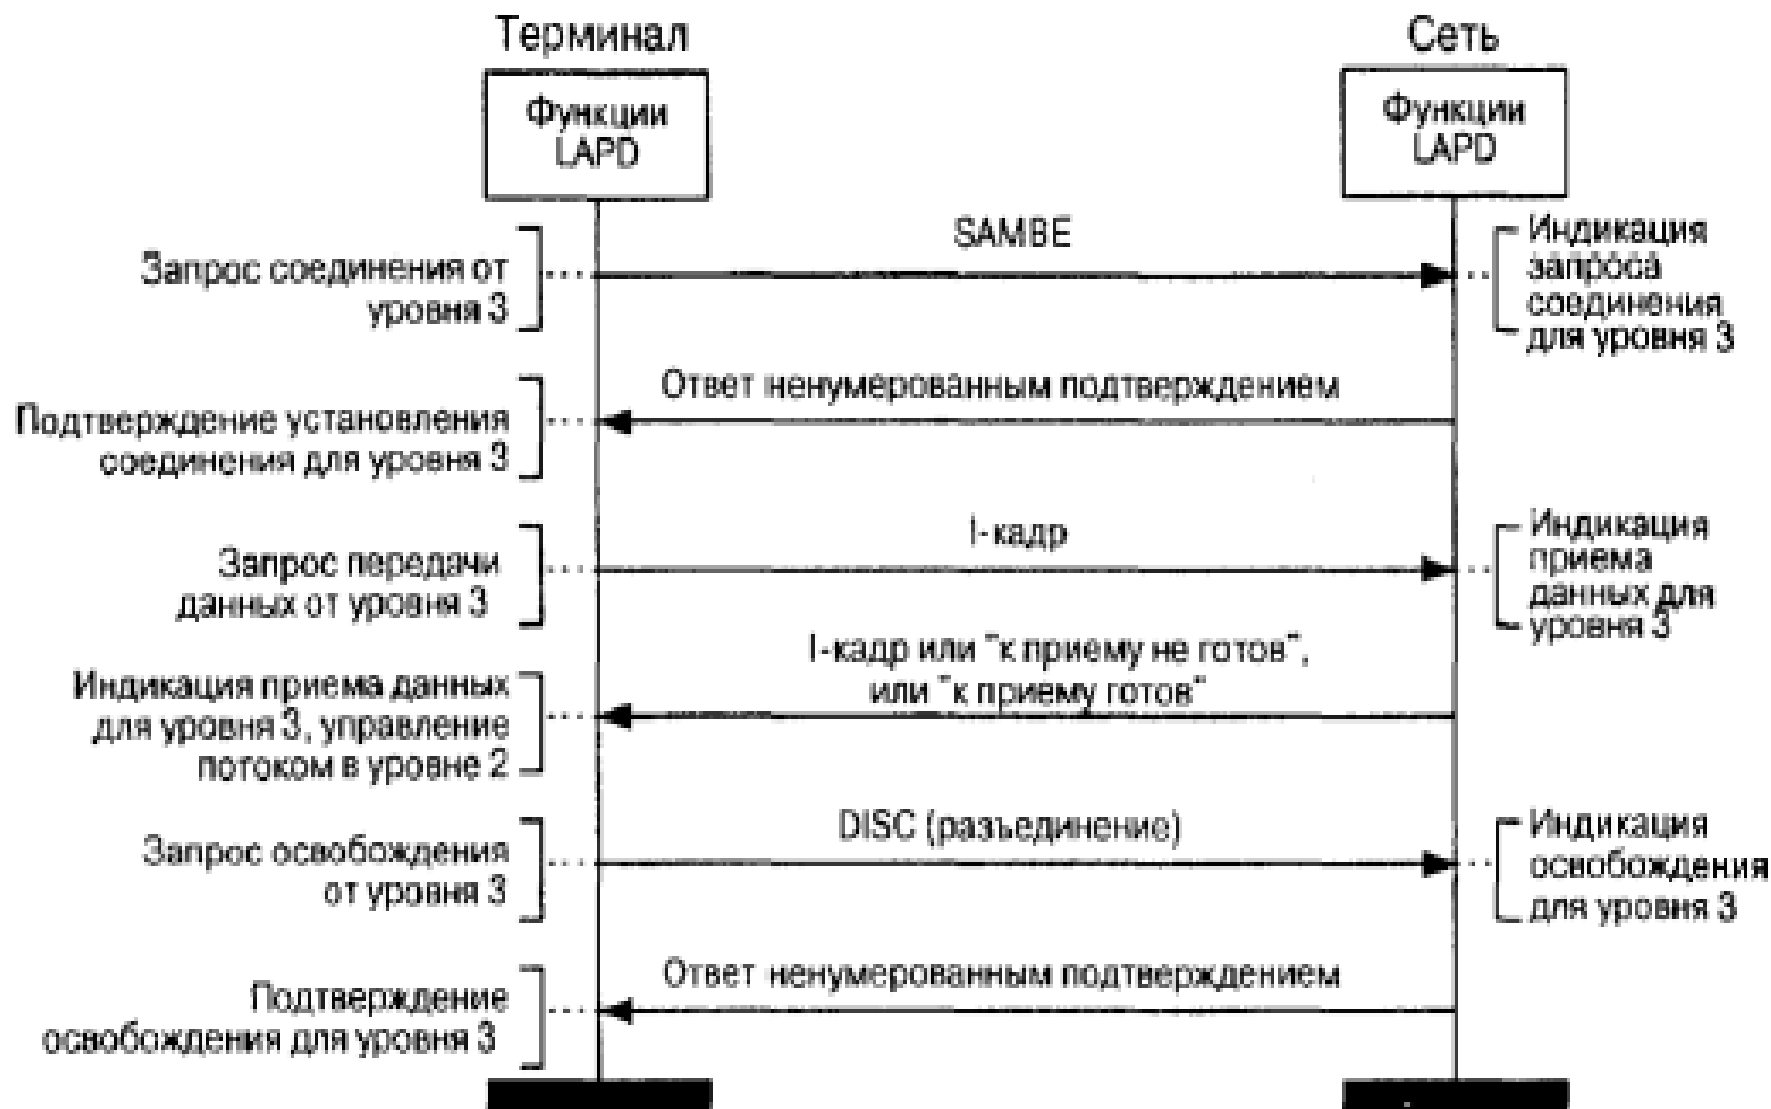 Терминал
Сеть
Функции
LAPD
Функции
LAPD
SAMBE
Запрос соединения от
уровня 3
Индикация
запроса
соединения
для уровня 3
Ответ ненумерованным подтверждением
Подтверждение установления
соединения для уровня 3
I-кадр
Запрос передачи
данных от уровня 3
Индикация
приема
данных для
уровня 3
I-кадр или "к приему не готов",
или "к приему готов"
Индикация приема данных
для уровня 3, управление
потоком в уровне 2
DISC (разъединение)
Запрос освобождения
от уровня 3
Индикация
освобождения
для уровня 3
Ответ ненумерованным подтверждением
Подтверждение
освобождения для уровня 3